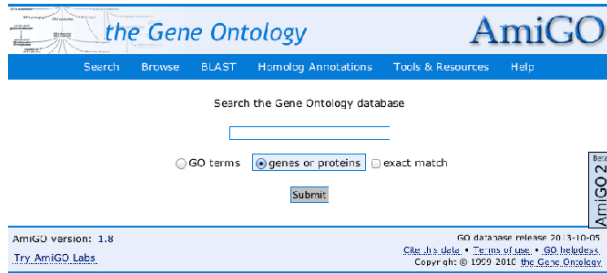 the Gene Ontology
AmiGO
Search Browse BLAST Homolog Annotations Tools & Resources Help
Search the Gene Ontology database
GO terms genes or proteins exact match
Submit
Beta
AmiGO 2
AmiGO version: 1.8
Try AmiGO Labs
GO database release 2013-10-05
Cite this data • Terms of use • GO helpdesk
Copyright © 1999-2010 the Gene Ontology